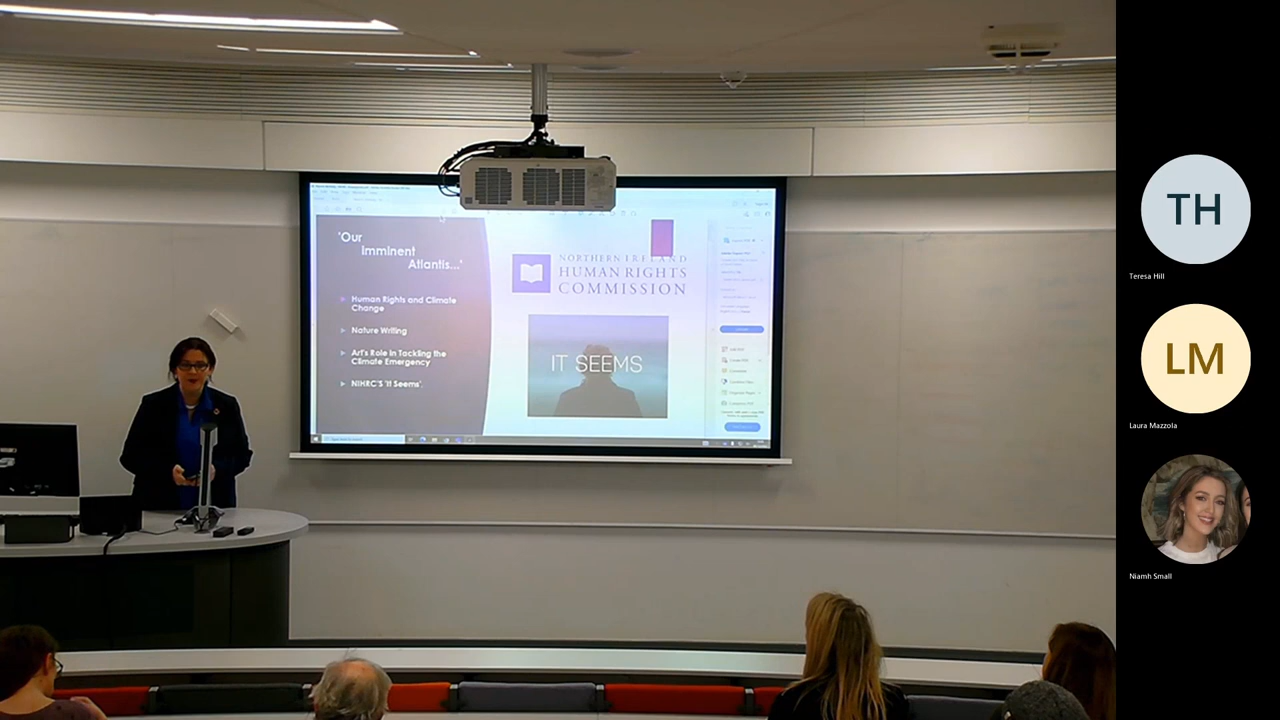 'Our
Imminent
Atlantis...'
Human Rights and Climate
Change
Nature Writing
Art's Role in Tackling the
Climate Emergency
NIHRC'S 'It Seems'.
NORTHERN IRELAND
HUMAN RIGHTS
COMMISSION
IT SEEMS
TH
Teresa Hill
LM
Laura Mazzola
Niamh Small